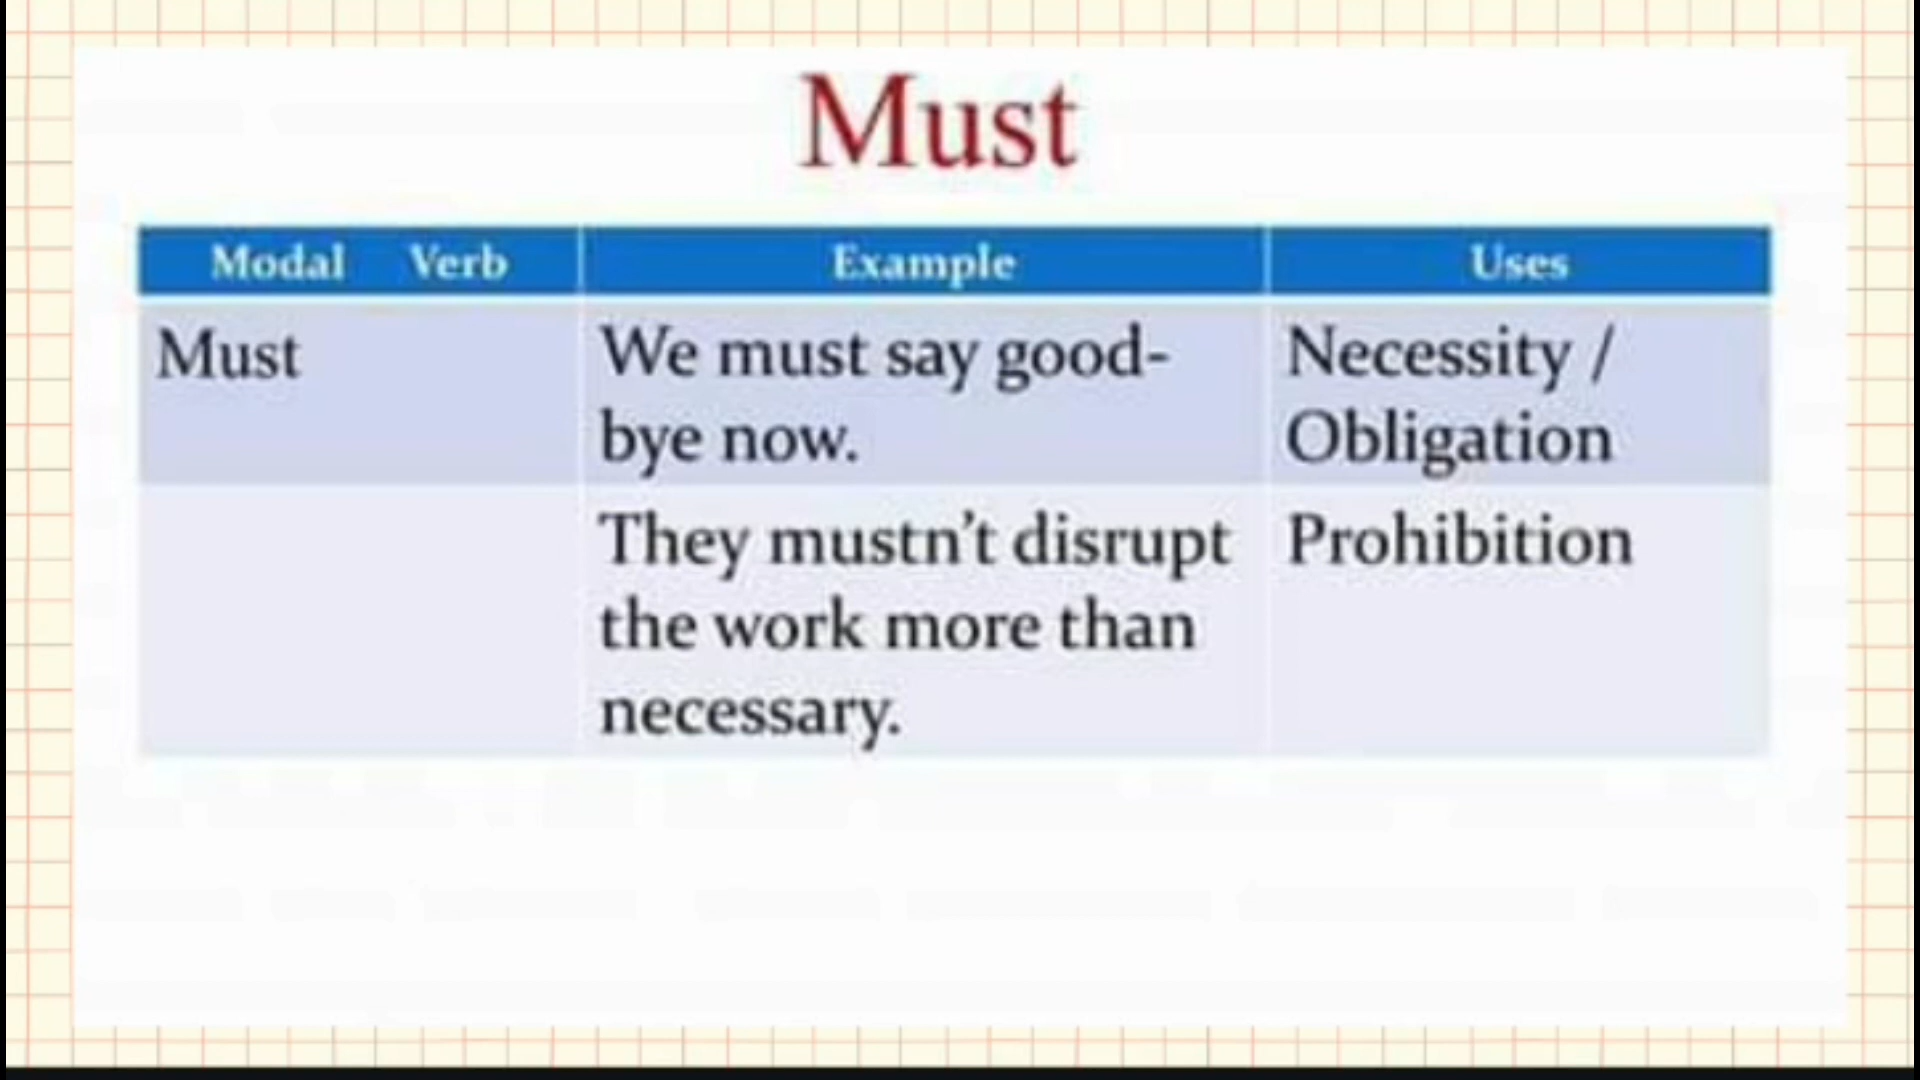 Must
Modal Verb Example Uses
Must We must say good- Necessity /
bye now. Obligation
They mustn't disrupt Prohibition
the work more than
necessary.